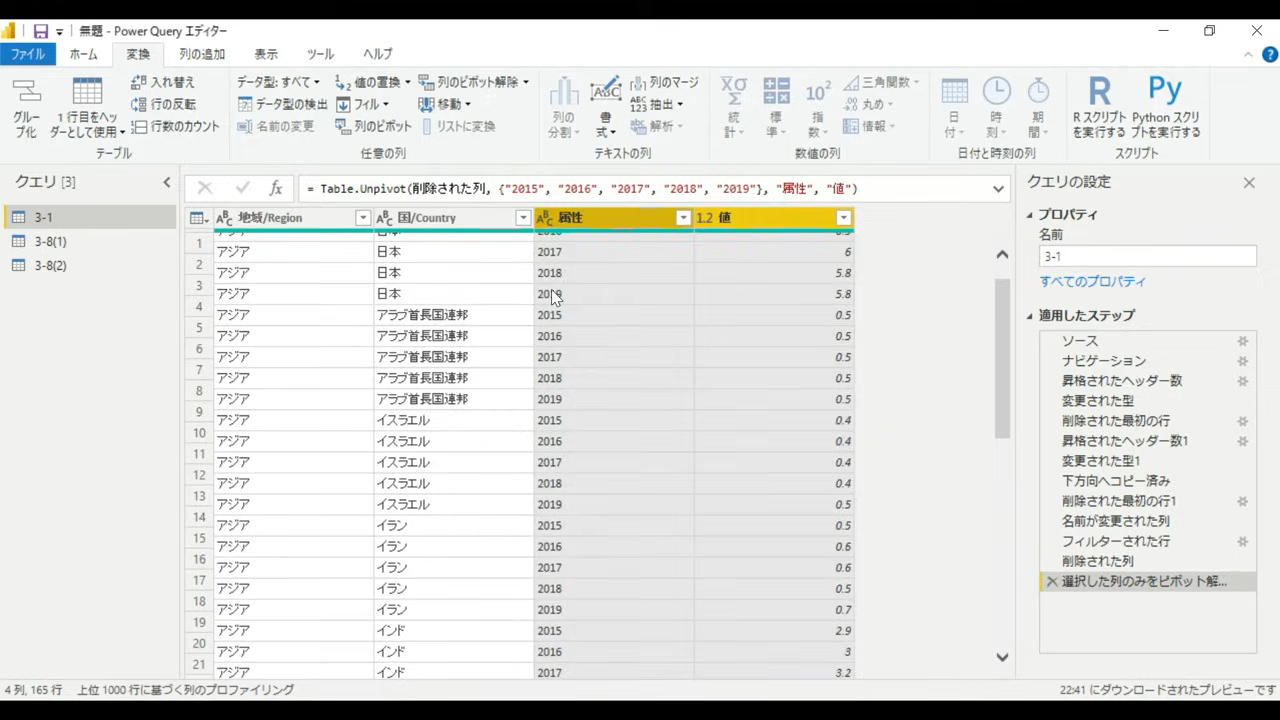 無題 - Power Query エディター
ファイル ホーム 変換 列の追加 表示 ツール ヘルプ
グループ化
1 行目をヘッダーとして使用
入れ替え
行の反転
行数のカウント
テーブル
データ型: すべて
データ型の検出
名前の変更
値の置換
フィル
列のピボット
列のピボット解除
移動
リストに変換
任意の列
列の分割
書式
列のマージ
抽出
解析
テキストの列
統計
標準
指数
三角関数
丸め
情報
数値の列
日付
時刻
期間
日付と時刻の列
R スクリプトを実行する
Python スクリプトを実行する
スクリプト
クエリ [3]
3-1
3-8(1)
3-8(2)
= Table.Unpivot(削除された列, {"2015", "2016", "2017", "2018", "2019"}, "属性", "値")
地域/Region 国/Country 属性 1.2 値
1 アジア 日本 2017 6
2 アジア 日本 2018 5.8
3 アジア 日本 5.8
4 アジア アラブ首長国連邦 2015 0.5
5 アジア アラブ首長国連邦 2016 0.5
6 アジア アラブ首長国連邦 2017 0.5
7 アジア アラブ首長国連邦 2018 0.5
8 アジア アラブ首長国連邦 2019 0.5
9 アジア イスラエル 2015 0.4
10 アジア イスラエル 2016 0.4
11 アジア イスラエル 2017 0.4
12 アジア イスラエル 2018 0.4
13 アジア イスラエル 2019 0.5
14 アジア イラン 2015 0.5
15 アジア イラン 2016 0.6
16 アジア イラン 2017 0.6
17 アジア イラン 2018 0.5
18 アジア イラン 2019 0.7
19 アジア インド 2015 2.9
20 アジア インド 2016 3
21 アジア インド 2017 3.2
クエリの設定
プロパティ
名前
3-1
すべてのプロパティ
適用したステップ
ソース
ナビゲーション
昇格されたヘッダー数
変更された型
削除された最初の行
昇格されたヘッダー数1
変更された型1
下方向へコピー済み
削除された最初の行1
名前が変更された列
フィルターされた行
削除された列
選択した列のみをピボット解...
4 列, 165 行 上位 1000 行に基づく列のプロファイリング
22:41 にダウンロードされたプレビューです